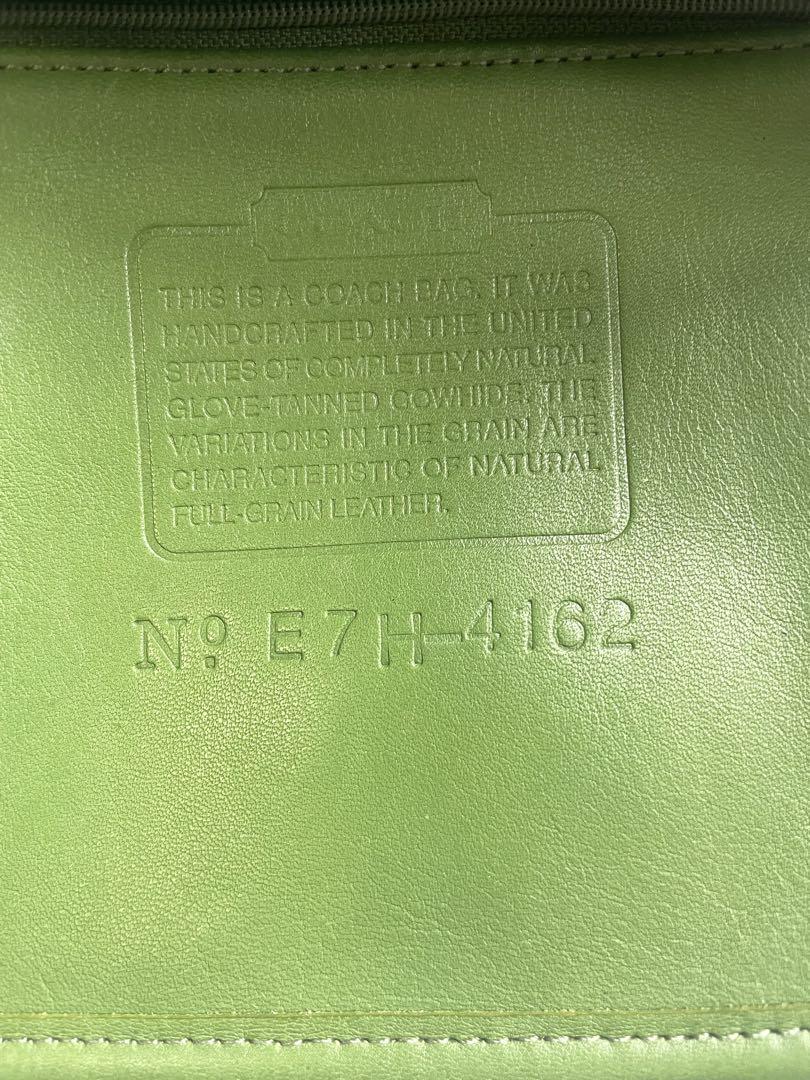 COACH
THIS IS A COACH BAG. IT WAS
HANDCRAFTED IN THE UNITED
STATES OF COMPLETELY NATURAL
GLOVE-TANNED COWHIDE. THE
VARIATIONS IN THE GRAIN ARE
CHARACTERISTIC OF NATURAL
FULL-GRAIN LEATHER.
Nº E7H-4162